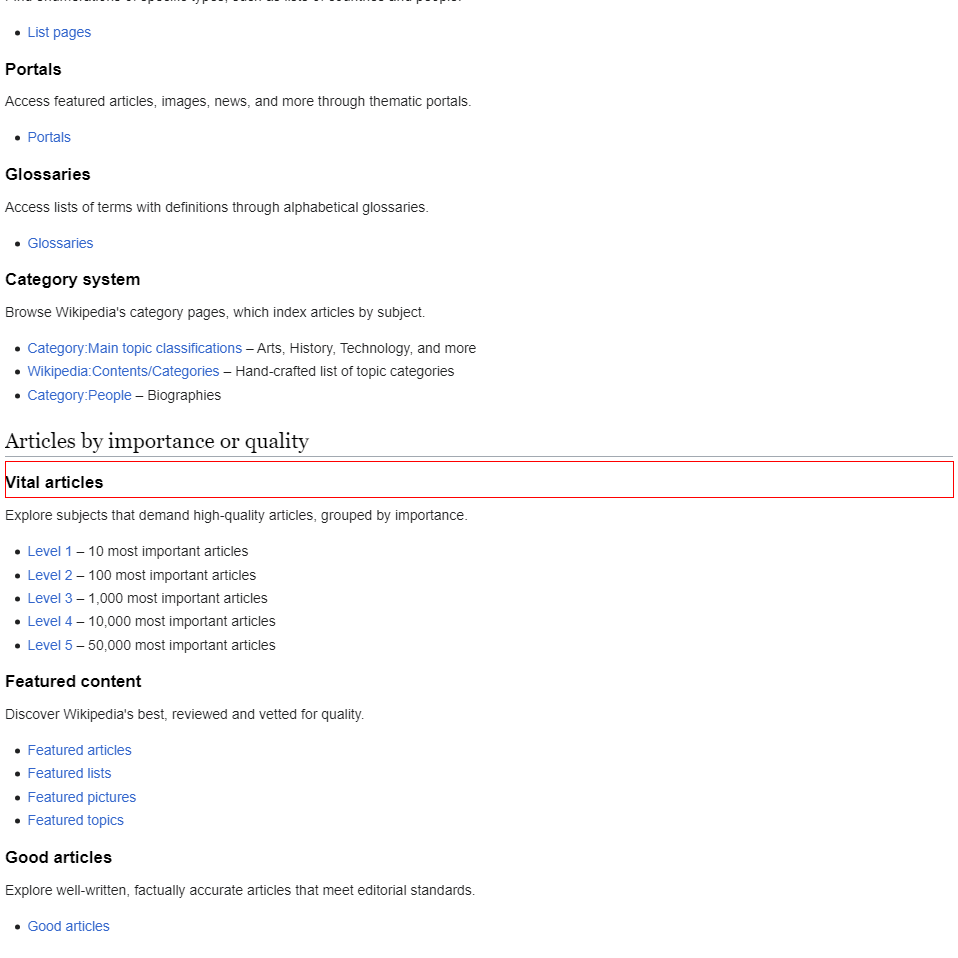 List pages
Portals
Access featured articles, images, news, and more through thematic portals.
Portals
Glossaries
Access lists of terms with definitions through alphabetical glossaries.
Glossaries
Category system
Browse Wikipedia's category pages, which index articles by subject.
Category:Main topic classifications – Arts, History, Technology, and more
Wikipedia:Contents/Categories – Hand-crafted list of topic categories
Category:People – Biographies
Articles by importance or quality
Vital articles
Explore subjects that demand high-quality articles, grouped by importance.
Level 1 – 10 most important articles
Level 2 – 100 most important articles
Level 3 – 1,000 most important articles
Level 4 – 10,000 most important articles
Level 5 – 50,000 most important articles
Featured content
Discover Wikipedia's best, reviewed and vetted for quality.
Featured articles
Featured lists
Featured pictures
Featured topics
Good articles
Explore well-written, factually accurate articles that meet editorial standards.
Good articles